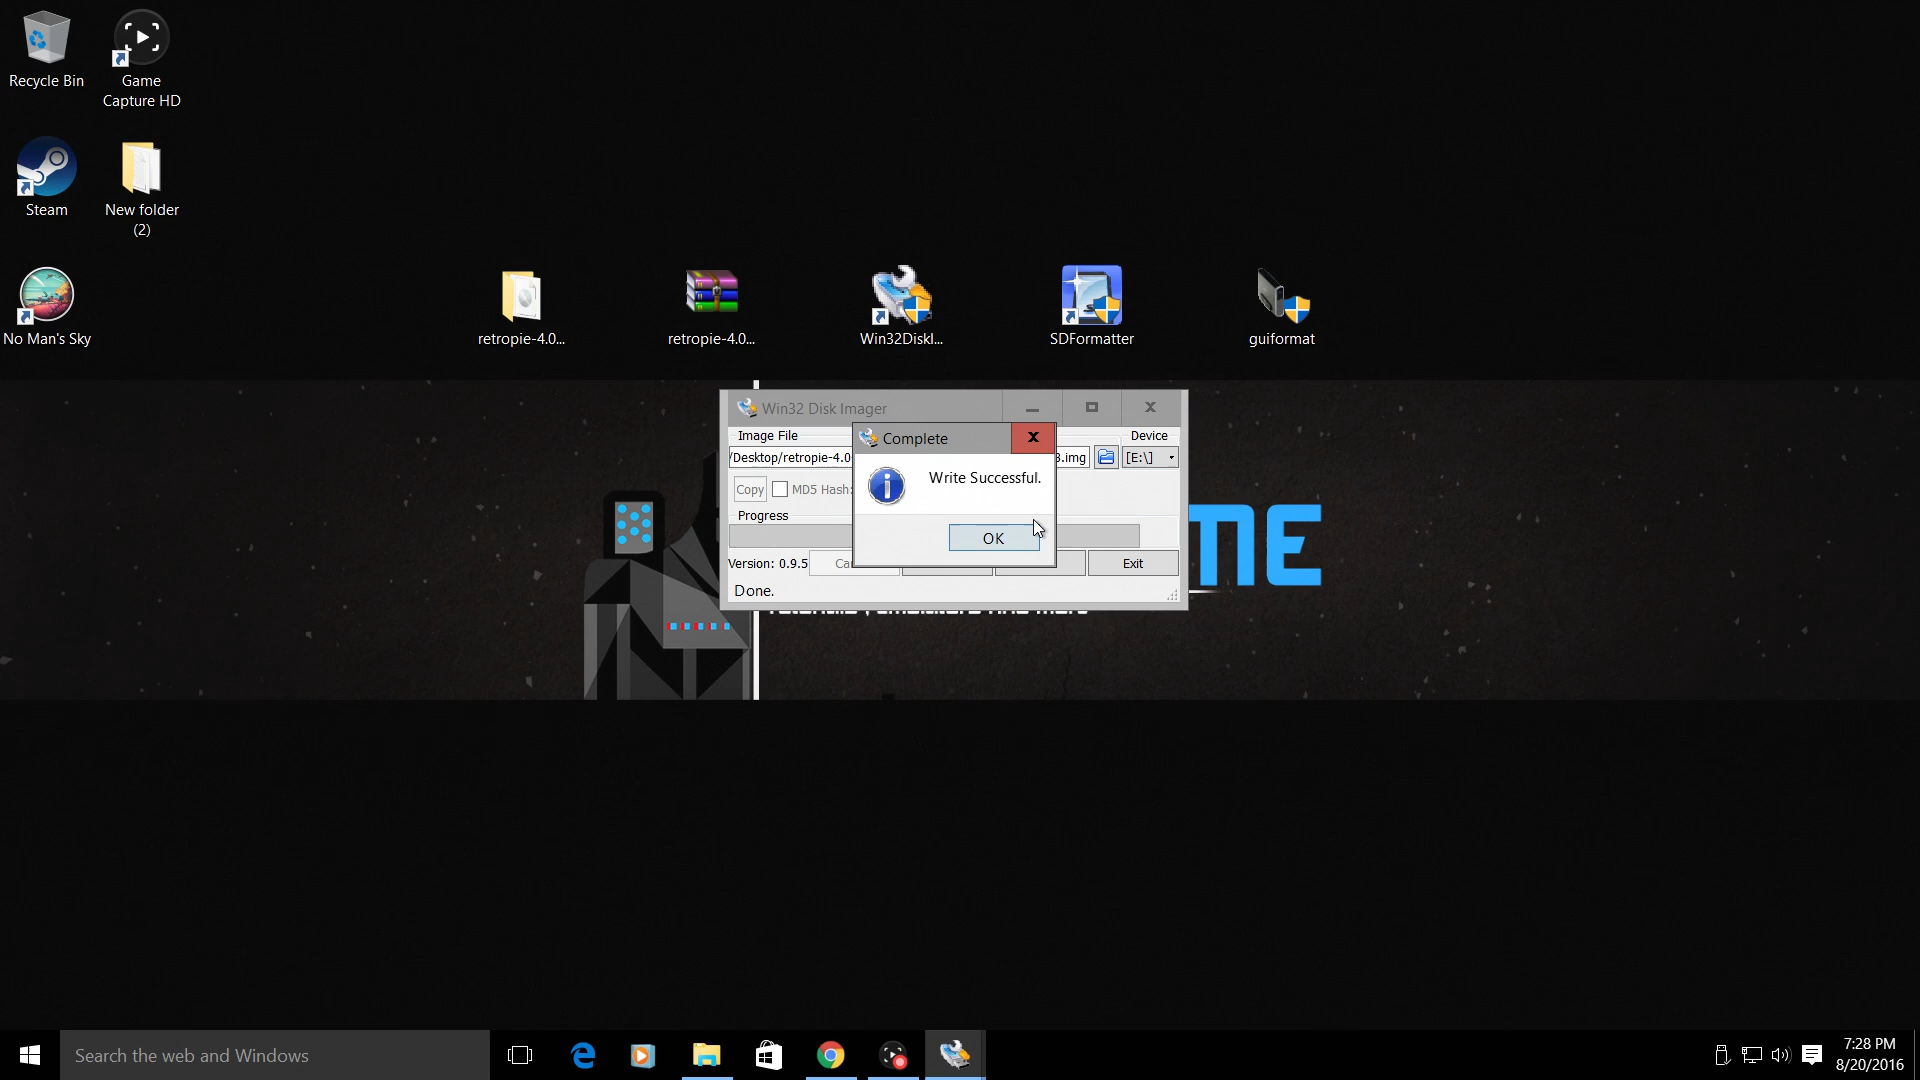 Recycle Bin
Game
Capture HD
Steam
New folder
(2)
No Man's Sky
retropie-4.0...
retropie-4.0...
Win32DiskI...
SDFormatter
guiformat
Win32 Disk Imager
Image File
Device
Complete
/Desktop/retropie-4.0
3.img
[E:\]
Write Successful.
Copy
MD5 Hash:
Progress
OK
Version: 0.9.5
Ca
Exit
Done.
Search the web and Windows
7:28 PM
8/20/2016